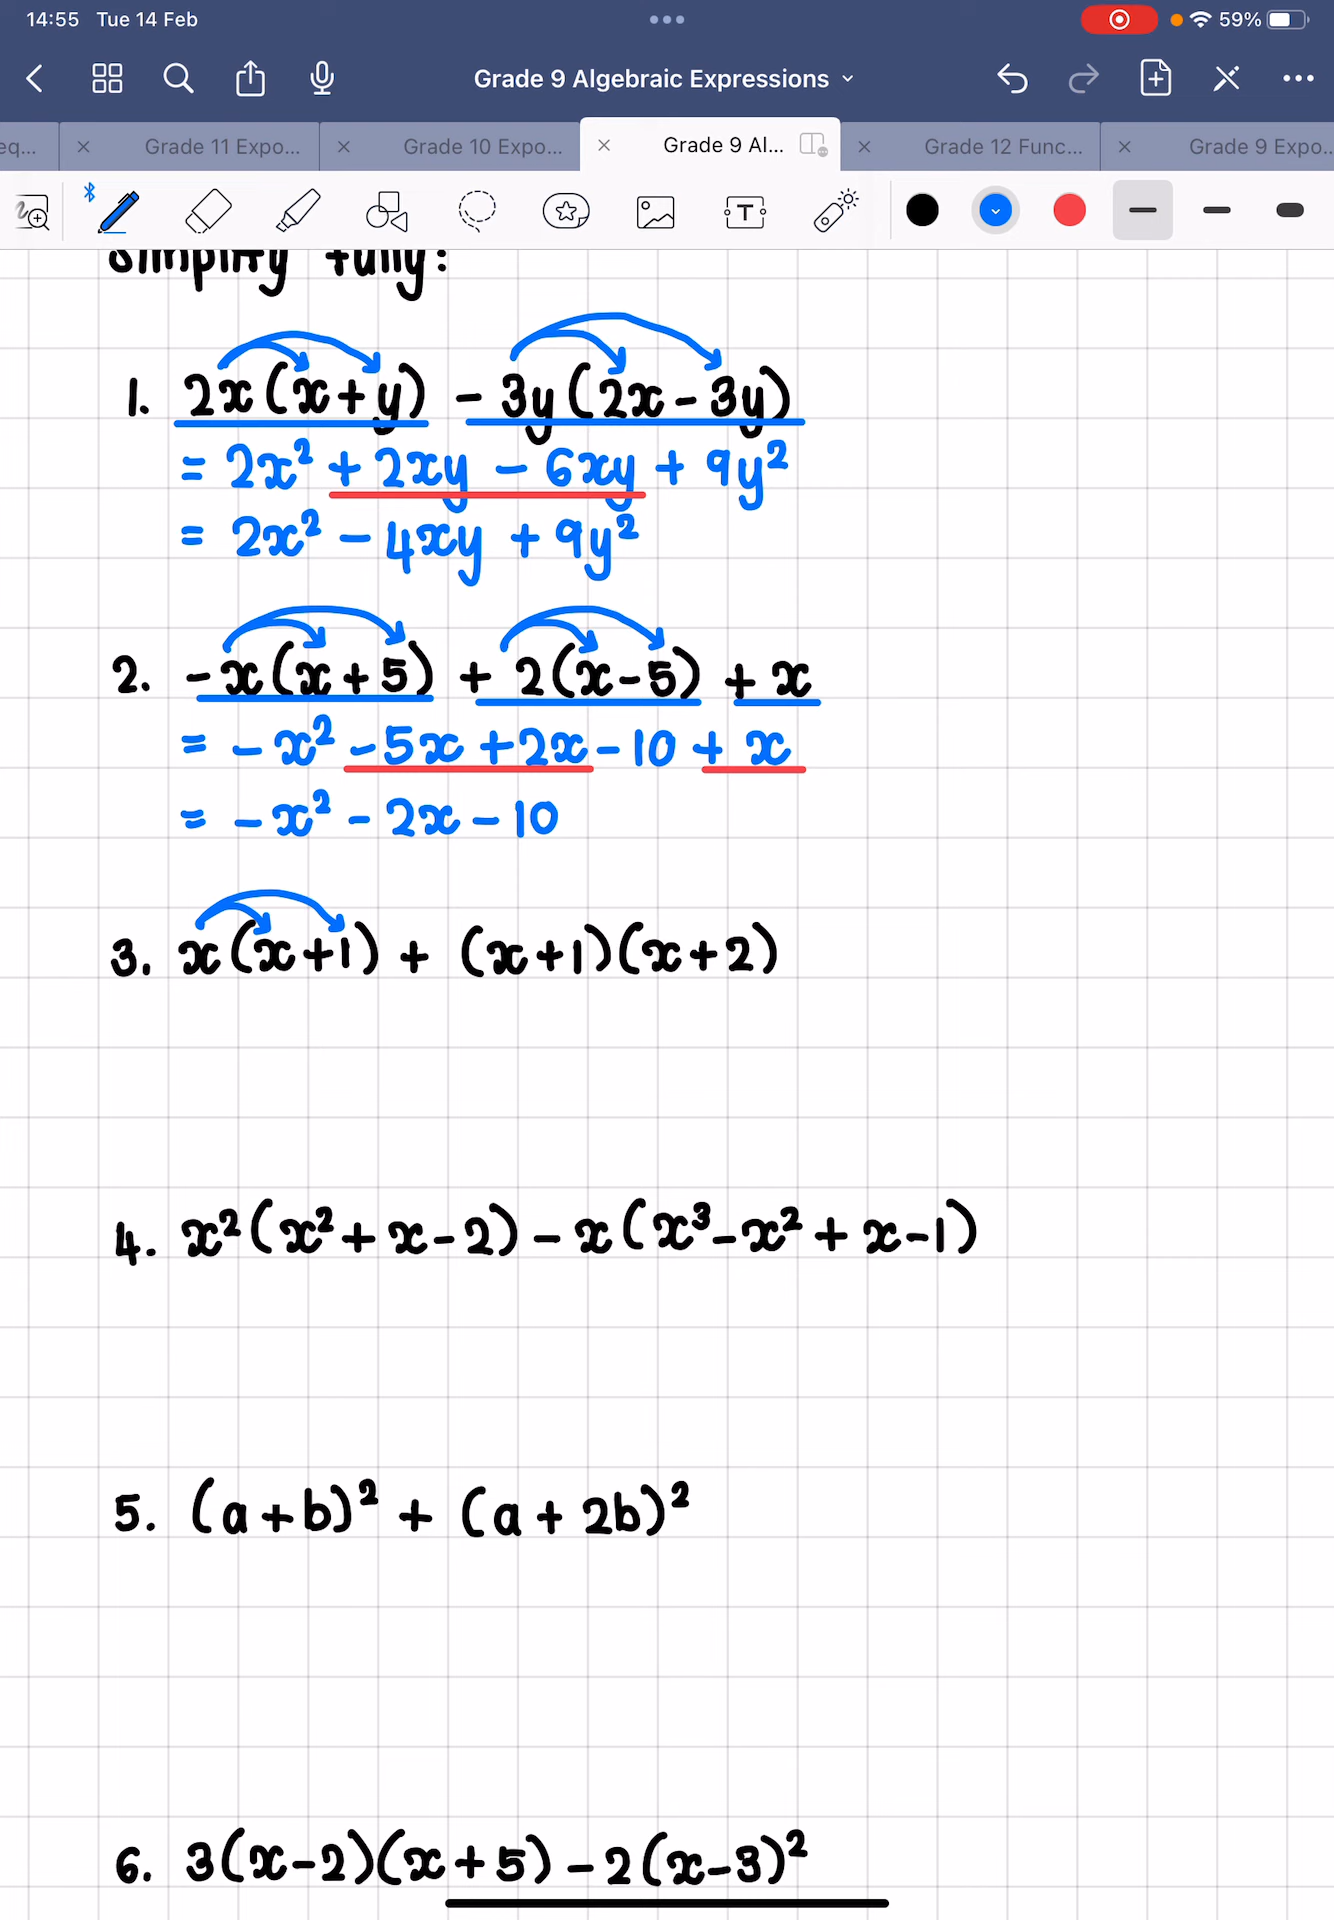 14:55 Tue 14 Feb
59%
Grade 9 Algebraic Expressions
eq... Grade 11 Expo... Grade 10 Expo... Grade 9 Al... Grade 12 Func... Grade 9 Expo...
T
Simplify fully:
1. 2x(x+y) - 3y(2x-3y)
= 2x² + 2xy - 6xy + 9y²
= 2x² - 4xy + 9y²
2. -x(x+5) + 2(x-5) + x
= -x² -5x +2x -10 + x
= -x² - 2x - 10
3. x(x+1) + (x+1)(x+2)
4. x²(x²+x-2) - x(x³-x²+x-1)
5. (a+b)² + (a+2b)²
6. 3(x-2)(x+5) - 2(x-3)²